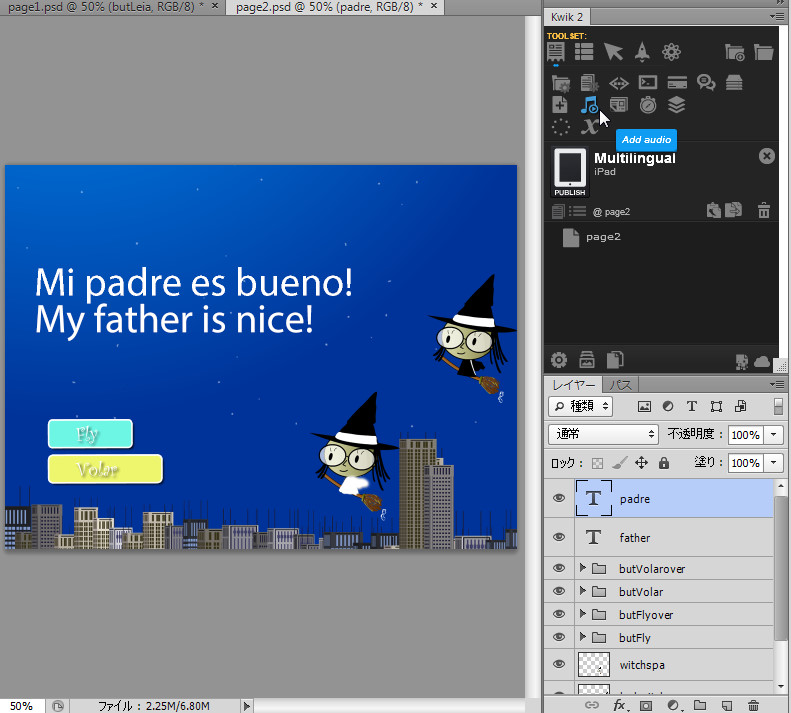 page1.psd @ 50% (butLeia, RGB/8) * ×
page2.psd @ 50% (padre, RGB/8) * ×
Kwik 2
TOOLSET:
Add audio
Multilingual
iPad
PUBLISH
@ page2
page2
Mi padre es bueno!
My father is nice!
Fly
Volar
レイヤー
パス
種類
T
通常
不透明度: 100%
ロック:
塗り: 100%
T padre
T father
butVolarover
butVolar
butFlyover
butFly
witchspa
fx
50%
ファイル : 2.25M/6.80M